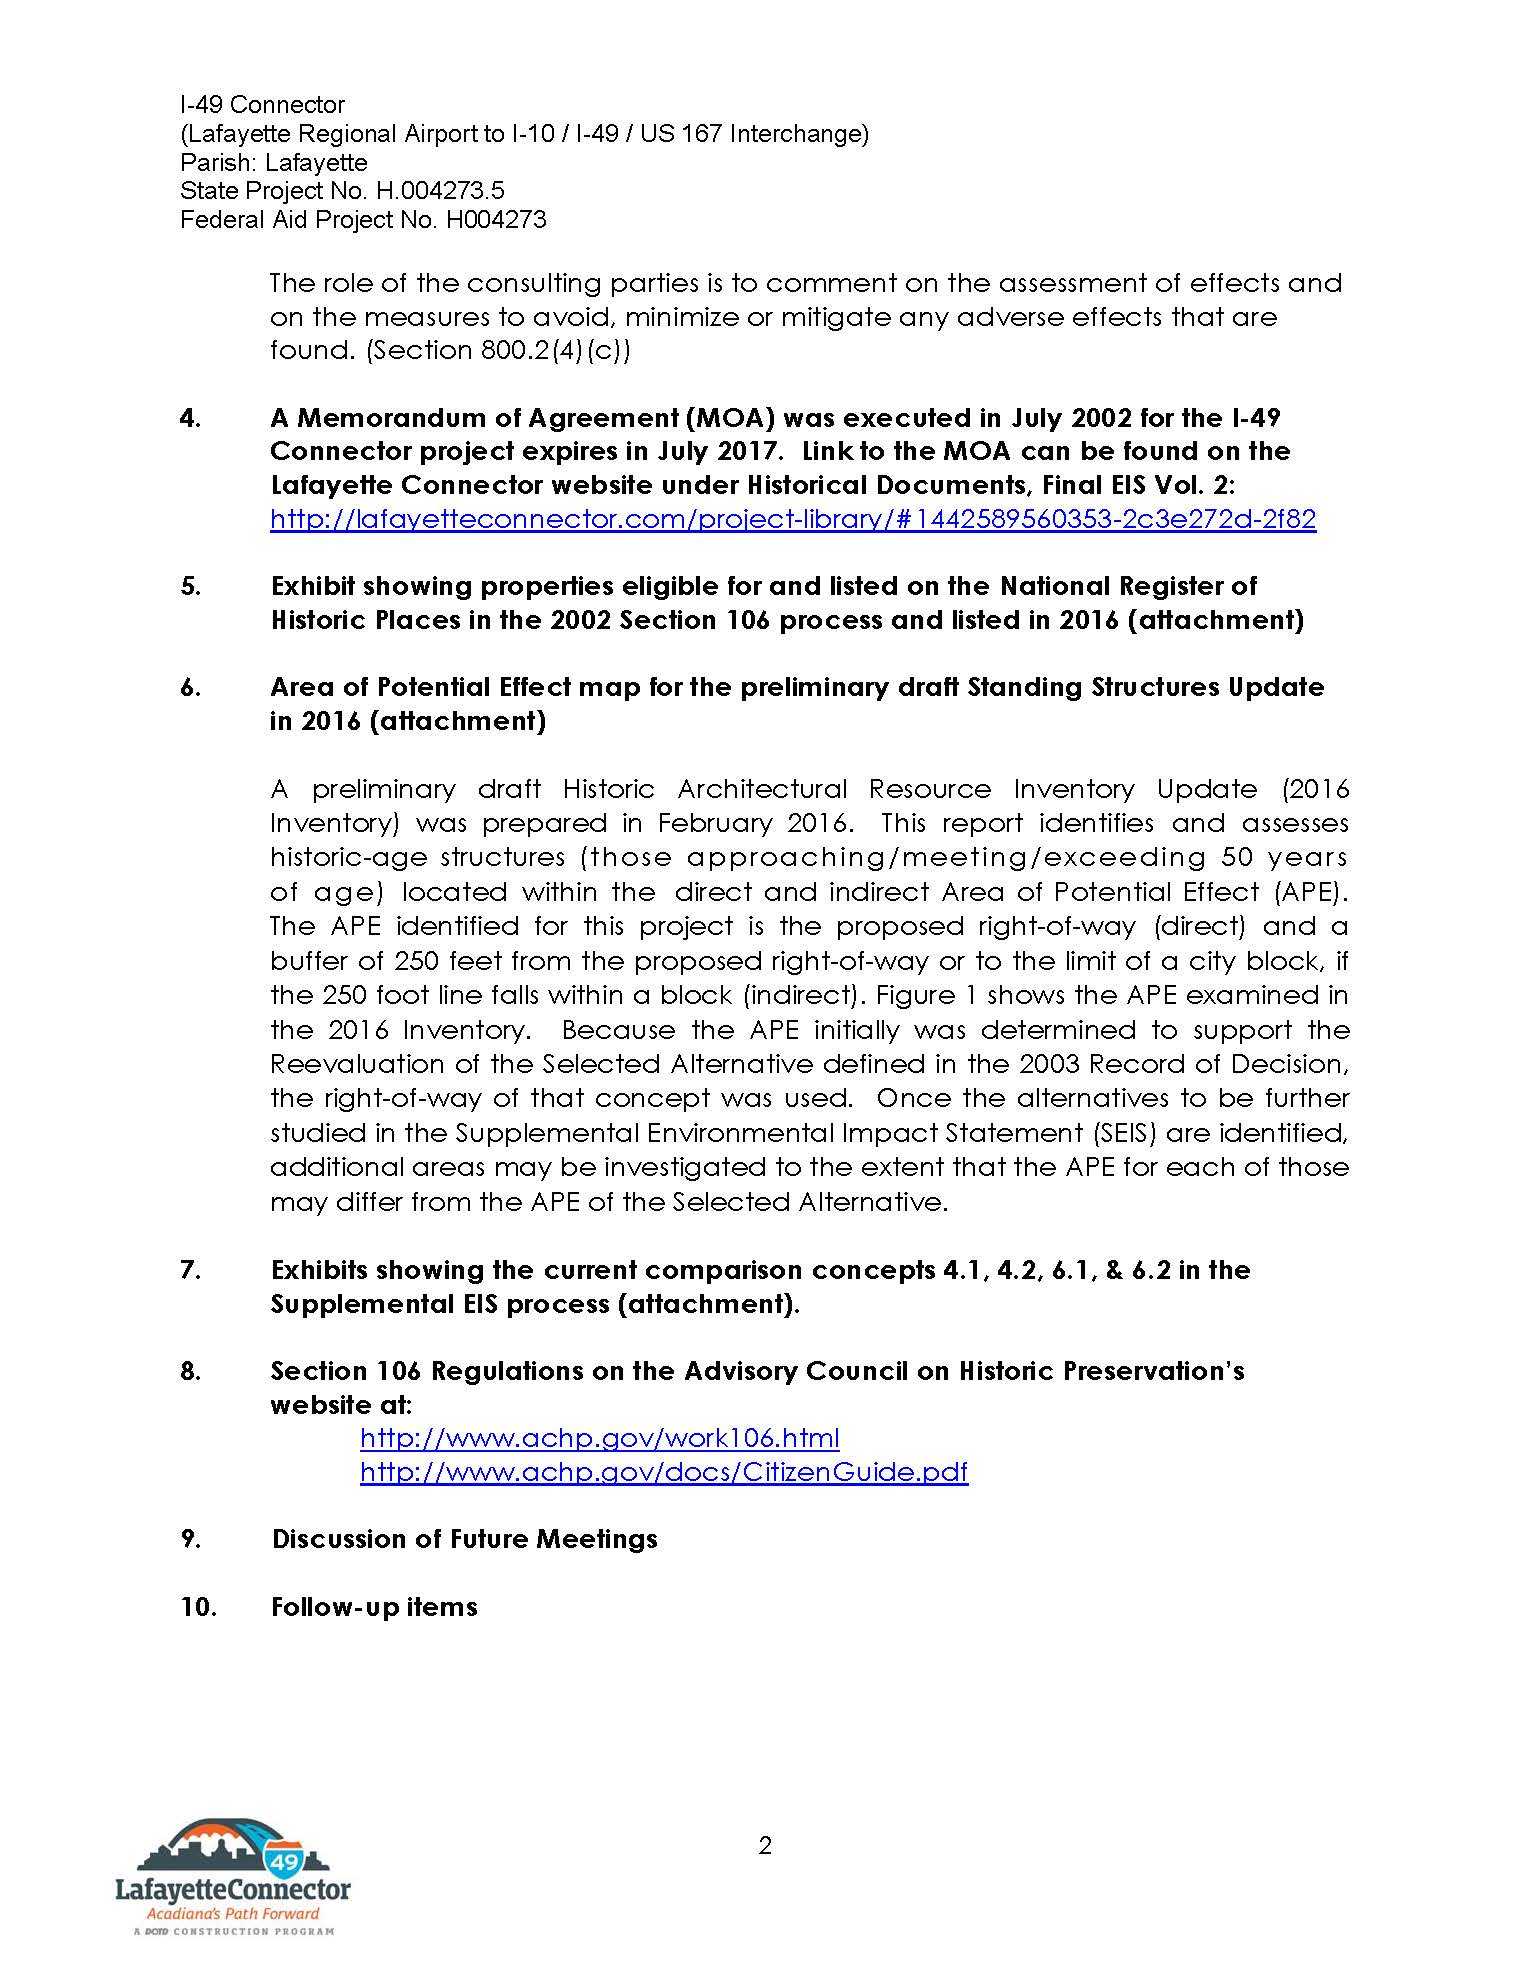 I-49 Connector
(Lafayette Regional Airport to I-10 / I-49 / US 167 Interchange)
Parish: Lafayette
State Project No. H.004273.5
Federal Aid Project No. H004273
The role of the consulting parties is to comment on the assessment of effects and
on the measures to avoid, minimize or mitigate any adverse effects that are
found. (Section 800.2(4)(c))
4. A Memorandum of Agreement (MOA) was executed in July 2002 for the I-49
Connector project expires in July 2017. Link to the MOA can be found on the
Lafayette Connector website under Historical Documents, Final EIS Vol. 2:
http://lafayetteconnector.com/project-library/#1442589560353-2c3e272d-2f82
5. Exhibit showing properties eligible for and listed on the National Register of
Historic Places in the 2002 Section 106 process and listed in 2016 (attachment)
6. Area of Potential Effect map for the preliminary draft Standing Structures Update
in 2016 (attachment)
A preliminary draft Historic Architectural Resource Inventory Update (2016
Inventory) was prepared in February 2016. This report identifies and assesses
historic-age structures (those approaching/meeting/exceeding 50 years
of age) located within the direct and indirect Area of Potential Effect (APE).
The APE identified for this project is the proposed right-of-way (direct) and a
buffer of 250 feet from the proposed right-of-way or to the limit of a city block, if
the 250 foot line falls within a block (indirect). Figure 1 shows the APE examined in
the 2016 Inventory. Because the APE initially was determined to support the
Reevaluation of the Selected Alternative defined in the 2003 Record of Decision,
the right-of-way of that concept was used. Once the alternatives to be further
studied in the Supplemental Environmental Impact Statement (SEIS) are identified,
additional areas may be investigated to the extent that the APE for each of those
may differ from the APE of the Selected Alternative.
7. Exhibits showing the current comparison concepts 4.1, 4.2, 6.1, & 6.2 in the
Supplemental EIS process (attachment).
8. Section 106 Regulations on the Advisory Council on Historic Preservation's
website at:
http://www.achp.gov/work106.html
http://www.achp.gov/docs/CitizenGuide.pdf
9. Discussion of Future Meetings
10. Follow-up items
2
49
LafayetteConnector
Acadiana's Path Forward
A DOTD CONSTRUCTION PROGRAM